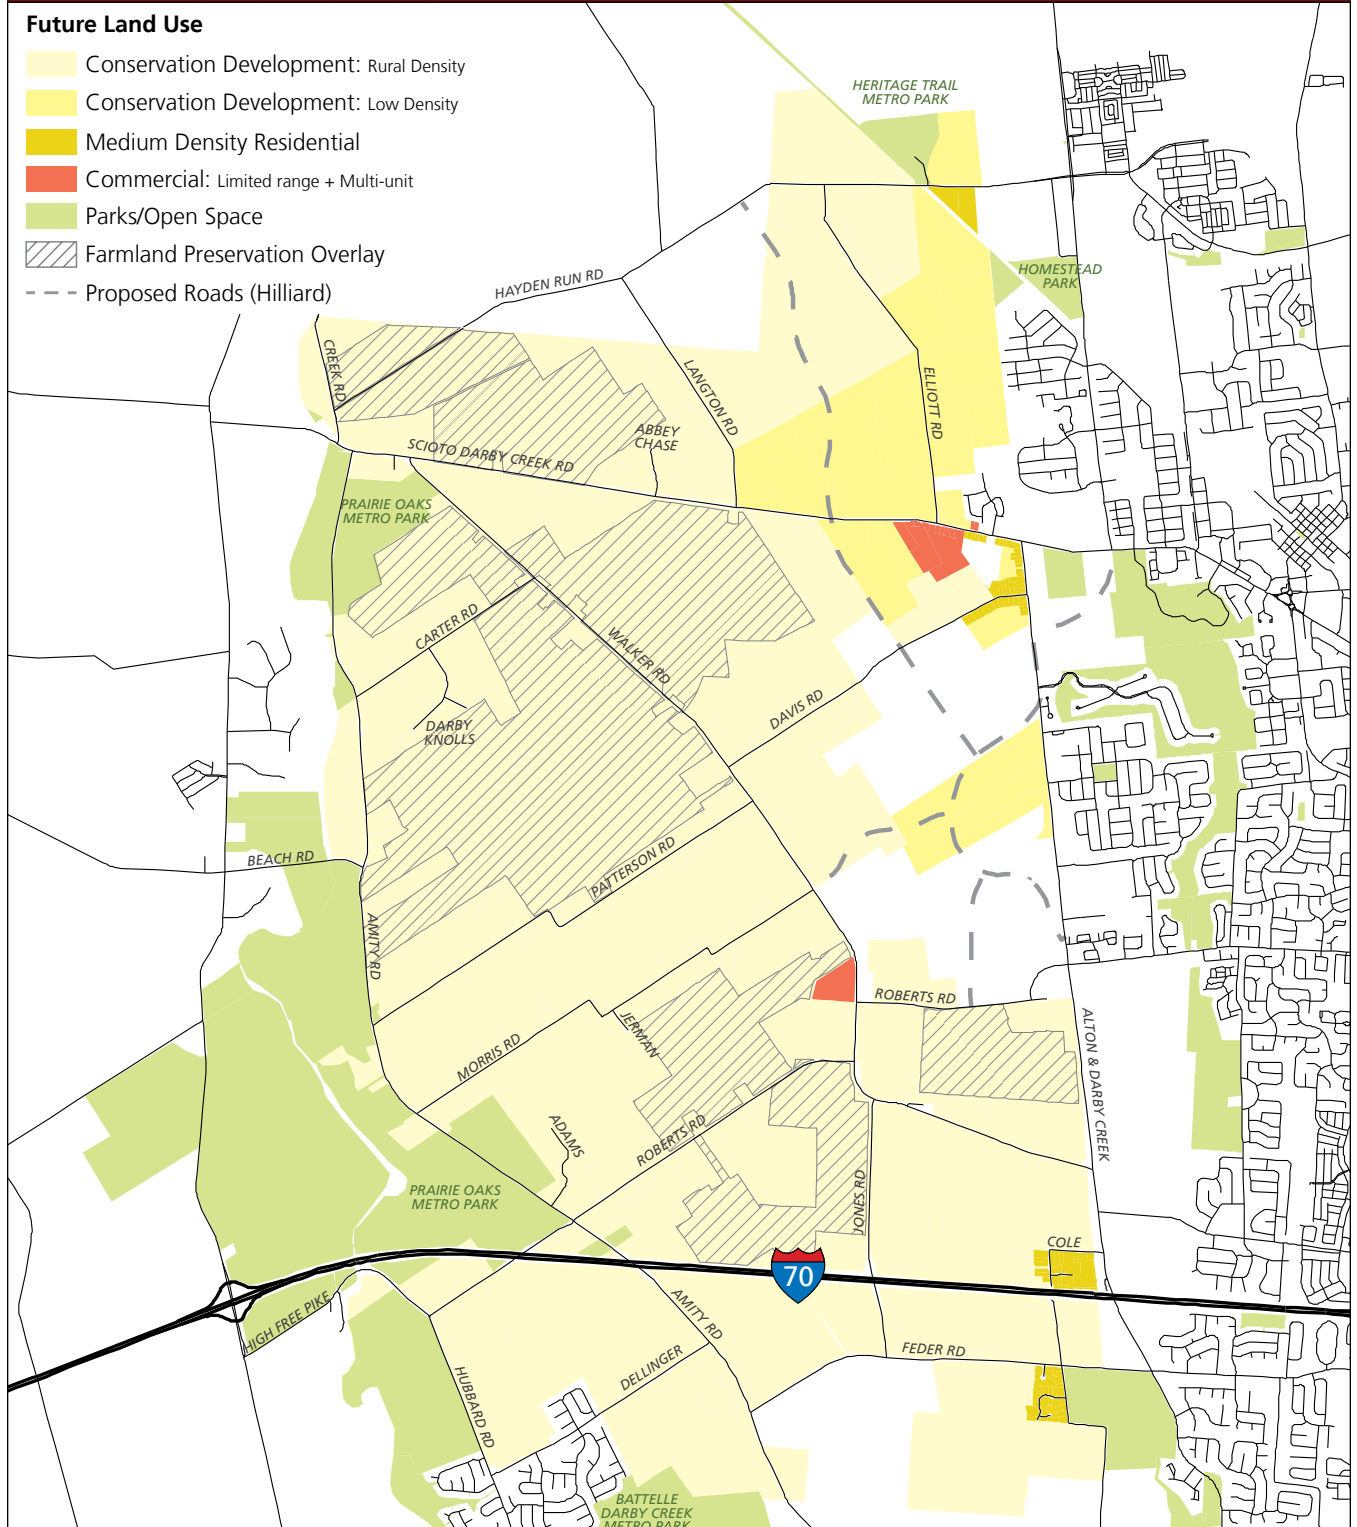 Future Land Use
Conservation Development: Rural Density
Conservation Development: Low Density
Medium Density Residential
Commercial: Limited range + Multi-unit
Parks/Open Space
Farmland Preservation Overlay
Proposed Roads (Hilliard)
HERITAGE TRAIL
METRO PARK
HOMESTEAD
PARK
HAYDEN RUN RD
CREEK RD
LANGTON RD
ELLIOTT RD
ABBEY
CHASE
SCIOTO DARBY CREEK RD
PRAIRIE OAKS
METRO PARK
CARTER RD
WALKER RD
DAVIS RD
DARBY
KNOLLS
BEACH RD
PATTERSON RD
AMITY RD
ROBERTS RD
JERMAN
MORRIS RD
ALTON & DARBY CREEK
ADAMS
ROBERTS RD
PRAIRIE OAKS
METRO PARK
JONES RD
COLE
70
HIGH FREE PIKE
AMITY RD
FEDER RD
DELLINGER
HUBBARD RD
BATTELLE
DARBY CREEK
METRO PARK